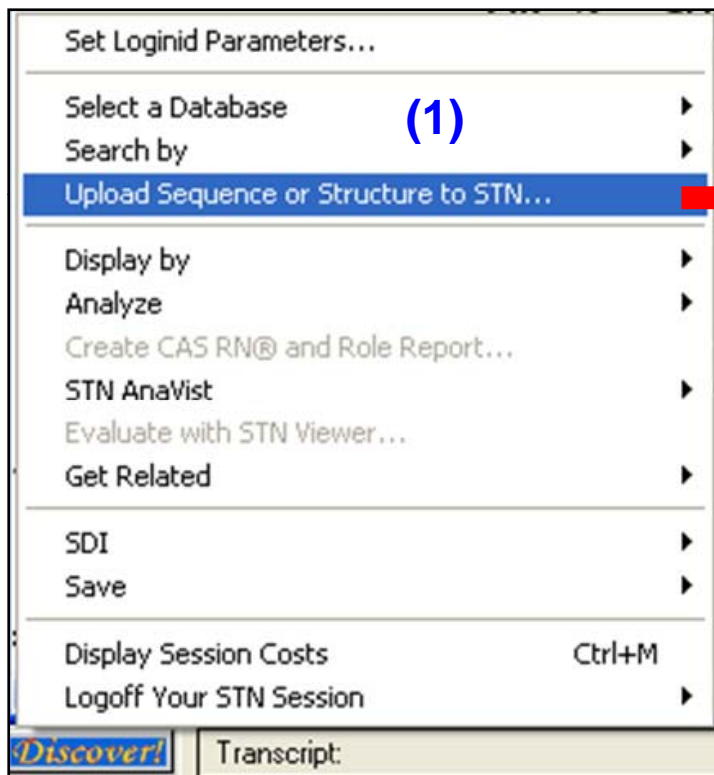 Set Loginid Parameters...
Select a Database
(1)
Search by
Upload Sequence or Structure to STN...
Display by
Analyze
Create CAS RN® and Role Report...
STN AnaVist
Evaluate with STN Viewer...
Get Related
SDI
Save
Display Session Costs Ctrl+M
Logoff Your STN Session
Discover! Transcript: